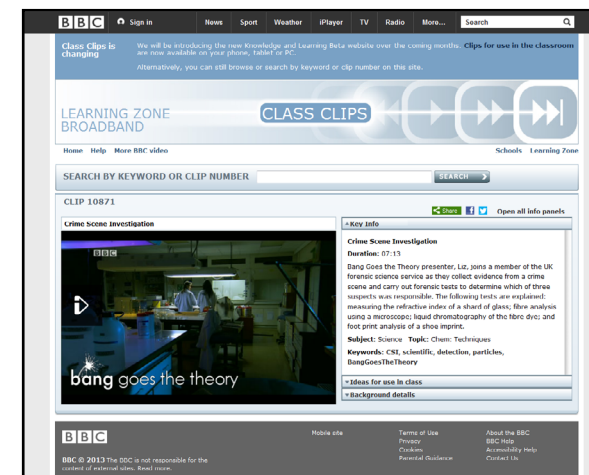 BBC Sign in News Sport Weather iPlayer TV Radio More... Search
Class Clips is
changing
We will be introducing the new Knowledge and Learning Beta website over the coming months. Clips for use in the classroom
are now available on your phone, tablet or PC.
Alternatively, you can still browse or search by keyword or clip number on this site.
LEARNING ZONE
BROADBAND
CLASS CLIPS
Home Help More BBC video Schools Learning Zone
SEARCH BY KEYWORD OR CLIP NUMBER SEARCH
CLIP 10871
Share Open all info panels
Crime Scene Investigation
BBC
bang goes the theory
Key Info
Crime Scene Investigation
Duration: 07:13
Bang Goes the Theory presenter, Liz, joins a member of the UK
forensic science service as they collect evidence from a crime
scene and carry out forensic tests to determine which of three
suspects was responsible. The following tests are explained:
measuring the refractive index of a shard of glass; fibre analysis
using a microscope; liquid chromatography of the fibre dye; and
foot print analysis of a shoe imprint.
Subject: Science Topic: Chem: Techniques
Keywords: CSI, scientific, detection, particles,
BangGoesTheTheory
Ideas for use in class
Background details
BBC
BBC © 2013 The BBC is not responsible for the
content of external sites. Read more.
Mobile site
Terms of Use
Privacy
Cookies
Parental Guidance
About the BBC
BBC Help
Accessibility Help
Contact Us